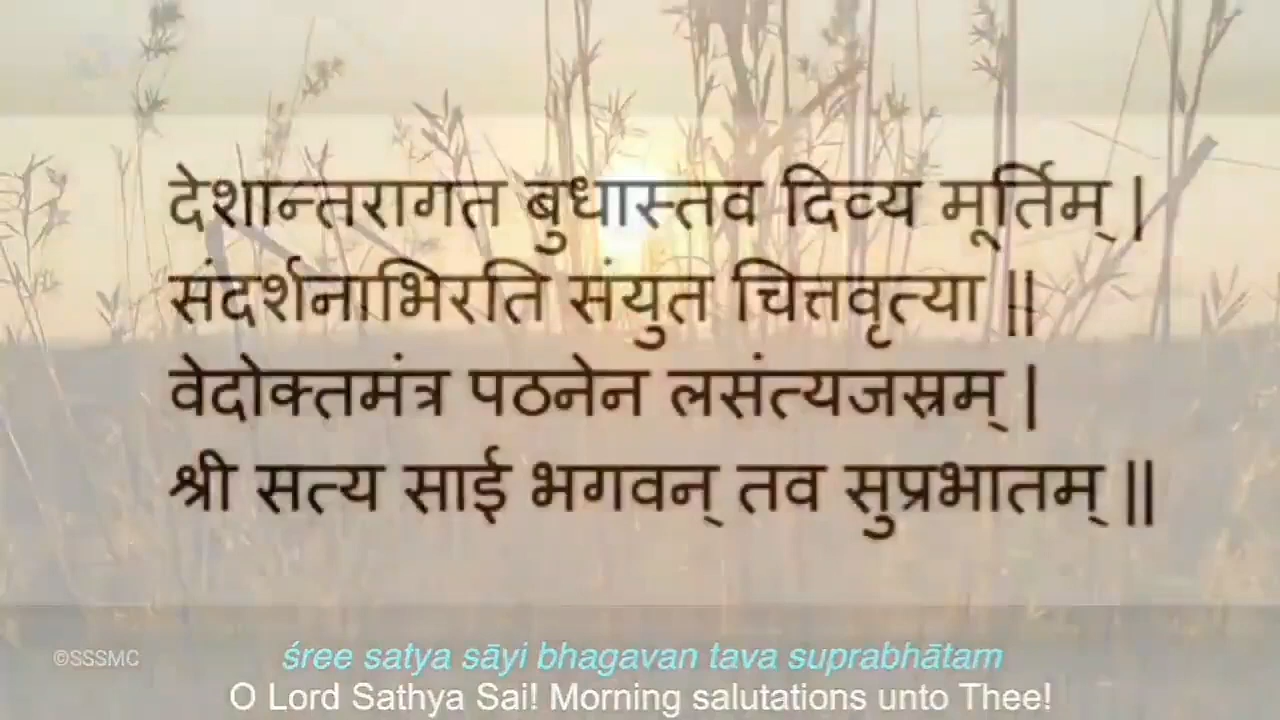 देशान्तरागत बुधास्तव दिव्य मूर्तिम् |
संदर्शनाभिरति संयुत चित्तवृत्या ||
वेदोक्तमंत्र पठनेन लसंत्यजस्रम् |
श्री सत्य साई भगवन् तव सुप्रभातम् ||
©SSSMC
śree satya sāyi bhagavan tava suprabhātam
O Lord Sathya Sai! Morning salutations unto Thee!